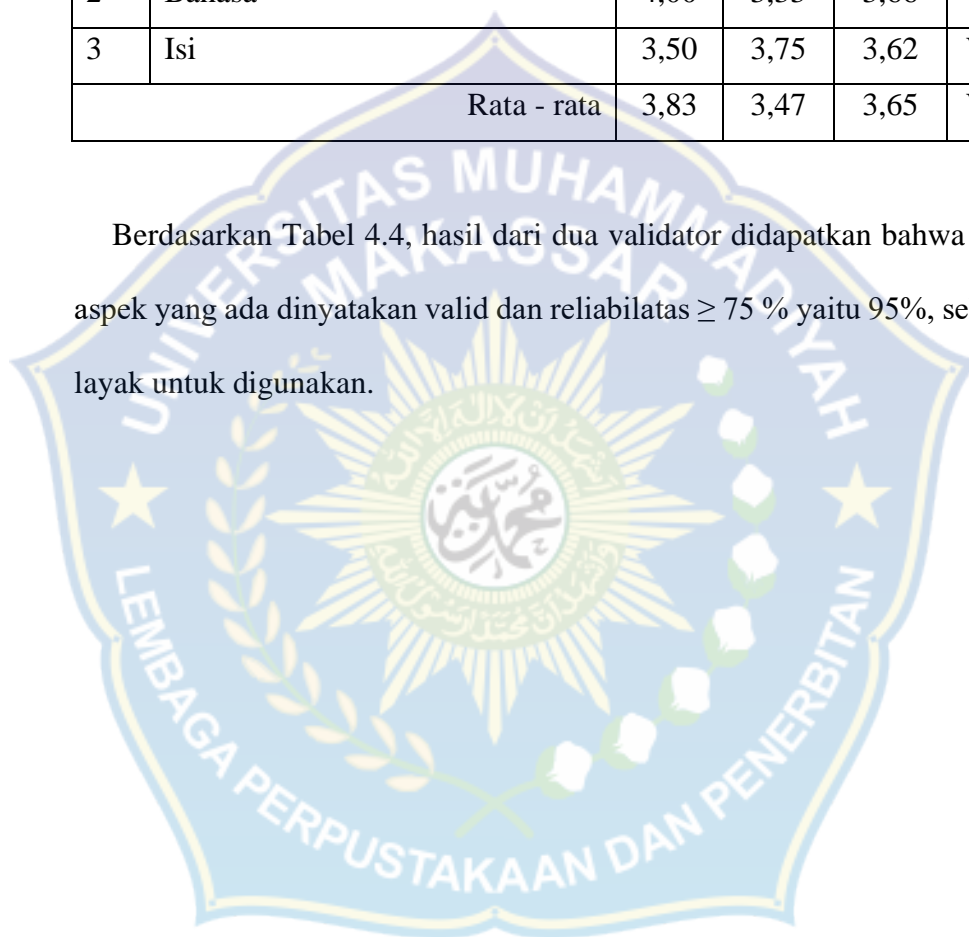 3 Isi 3,50 3,75 3,62
Rata - rata 3,83 3,47 3,65
Berdasarkan Tabel 4.4, hasil dari dua validator didapatkan bahwa
aspek yang ada dinyatakan valid dan reliabilatas ≥ 75 % yaitu 95%, se
layak untuk digunakan.
UNIVERSITAS MUHAMMADIYAH
MAKASSAR
LEMBAGA PERPUSTAKAAN DAN PENERBITAN